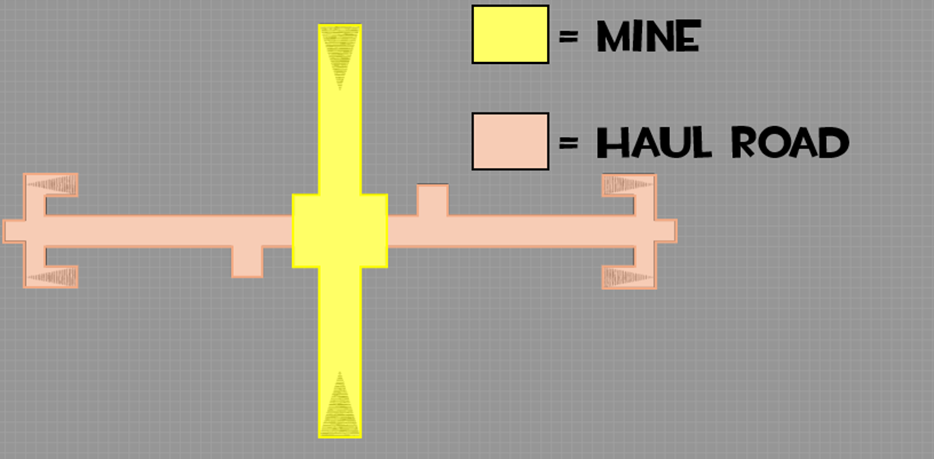 = MINE
= HAUL ROAD